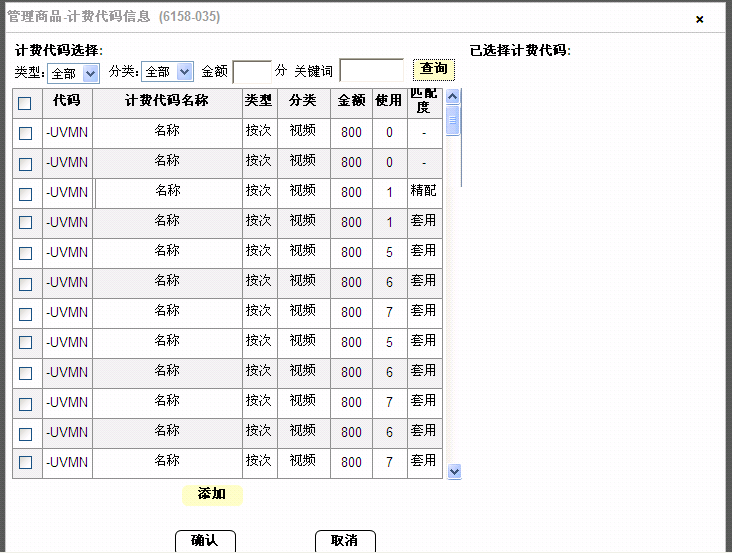 管理商品-计费代码信息 (6158-035) ×
计费代码选择: 已选择计费代码:
类型: 全部 分类: 全部 金额 分 关键词 查询
代码 计费代码名称 类型 分类 金额 使用 匹配度
-UVMN 名称 按次 视频 800 0 -
-UVMN 名称 按次 视频 800 0 -
-UVMN 名称 按次 视频 800 1 精配
-UVMN 名称 按次 视频 800 1 套用
-UVMN 名称 按次 视频 800 5 套用
-UVMN 名称 按次 视频 800 6 套用
-UVMN 名称 按次 视频 800 7 套用
-UVMN 名称 按次 视频 800 5 套用
-UVMN 名称 按次 视频 800 6 套用
-UVMN 名称 按次 视频 800 7 套用
-UVMN 名称 按次 视频 800 6 套用
-UVMN 名称 按次 视频 800 7 套用
添加
确认 取消